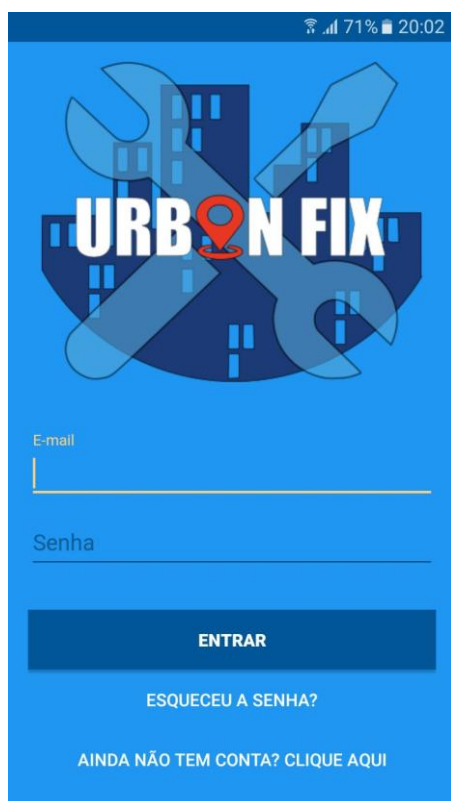 71% 20:02
URBAN FIX
E-mail
Senha
ENTRAR
ESQUECEU A SENHA?
AINDA NÃO TEM CONTA? CLIQUE AQUI